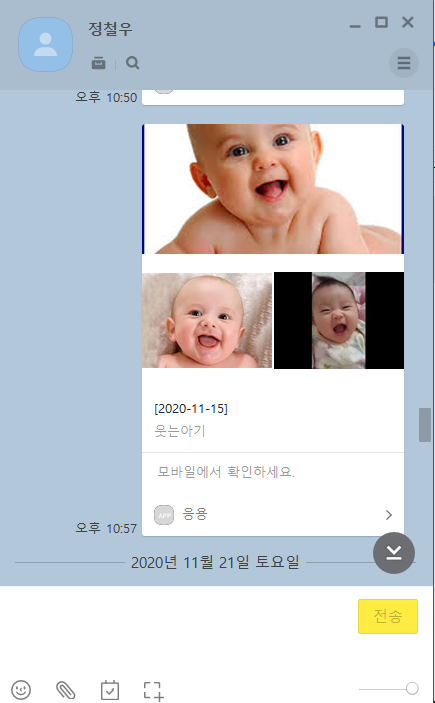 정철우
오후 10:50
[2020-11-15]
웃는아기
모바일에서 확인하세요.
APP 응용
오후 10:57
2020년 11월 21일 토요일
전송